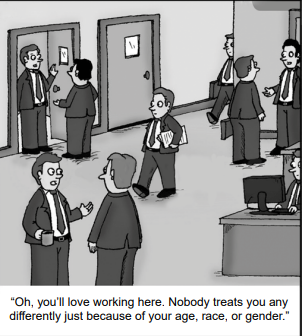 “Oh, you’ll love working here. Nobody treats you any
differently just because of your age, race, or gender.”